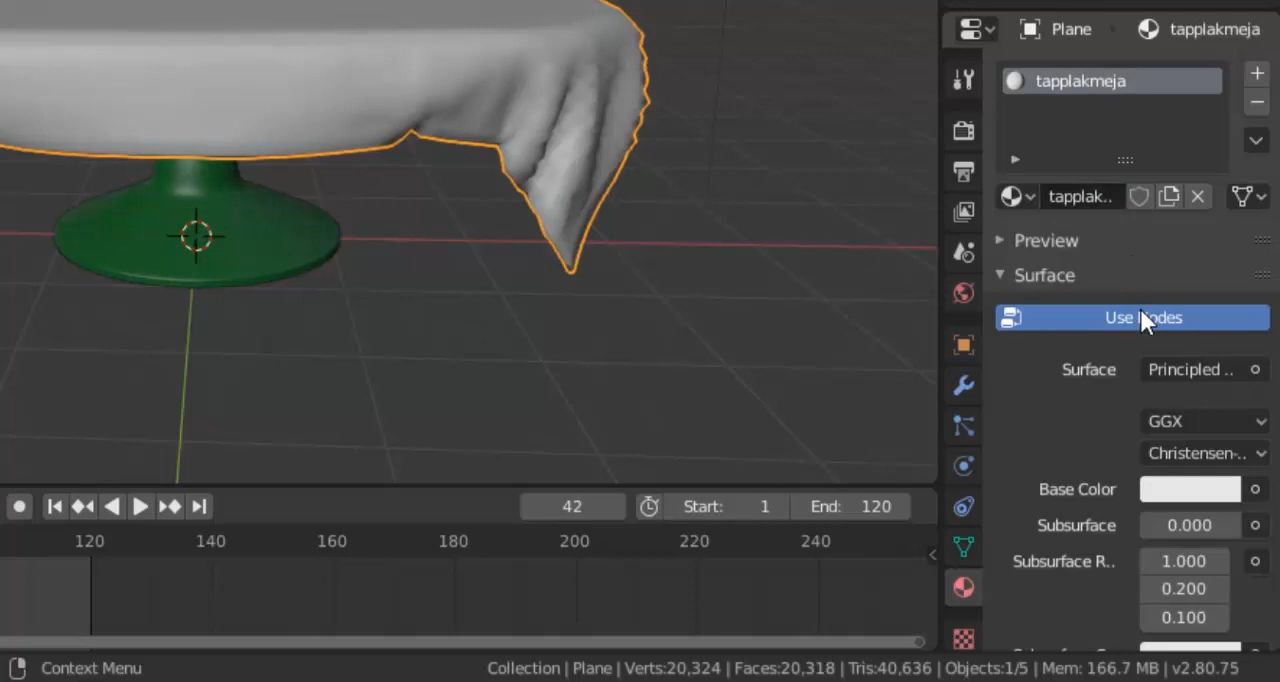 Plane tapplakmeja
tapplakmeja
tapplak..
Preview
Surface
Use Nodes
Surface Principled ..
GGX
Christensen-..
Base Color
Subsurface 0.000
Subsurface R.. 1.000
0.200
0.100
42 Start: 1 End: 120
120 140 160 180 200 220 240
Context Menu Collection | Plane | Verts:20,324 | Faces:20,318 | Tris:40,636 | Objects:1/5 | Mem: 166.7 MB | v2.80.75